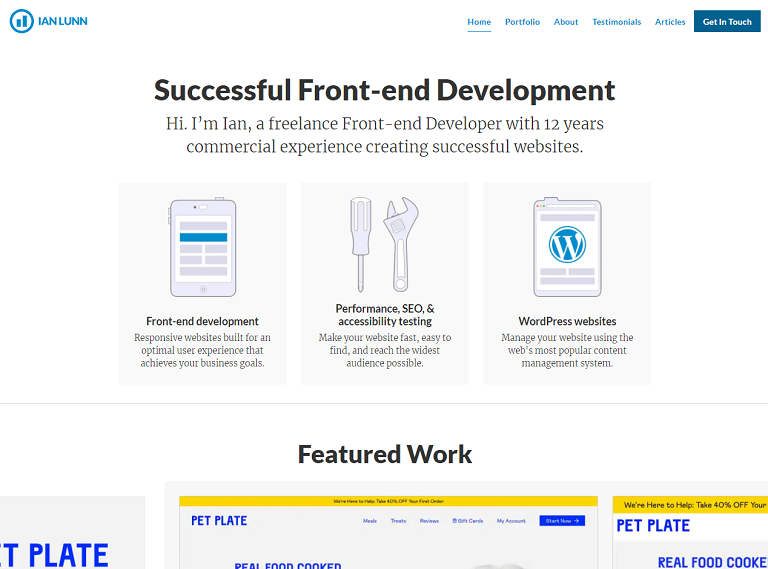 IAN LUNN
Home Portfolio About Testimonials Articles Get In Touch
Successful Front-end Development
Hi. I'm Ian, a freelance Front-end Developer with 12 years
commercial experience creating successful websites.
Front-end development
Responsive websites built for an
optimal user experience that
achieves your business goals.
Performance, SEO, &
accessibility testing
Make your website fast, easy to
find, and reach the widest
audience possible.
WordPress websites
Manage your website using the
web's most popular content
management system.
Featured Work
ET PLATE
We're Here to Help: Take 40% OFF Your First Order
PET PLATE
Meals Treats Reviews Gift Cards My Account Start Now →
REAL FOOD COOKED
We're Here to Help: Take 40% OFF Your
PET PLATE
REAL FOOD COOKE